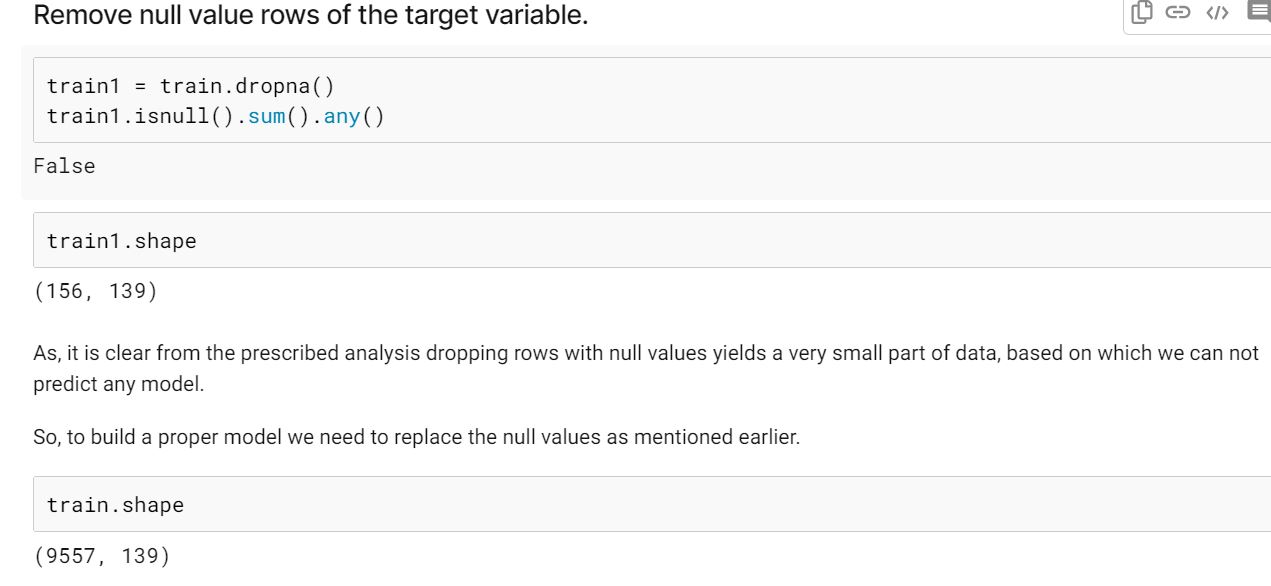 Remove null value rows of the target variable.
train1 = train.dropna()
train1.isnull().sum().any()
False
train1.shape
(156, 139)
As, it is clear from the prescribed analysis dropping rows with null values yields a very small part of data, based on which we can not
predict any model.
So, to build a proper model we need to replace the null values as mentioned earlier.
train.shape
(9557, 139)